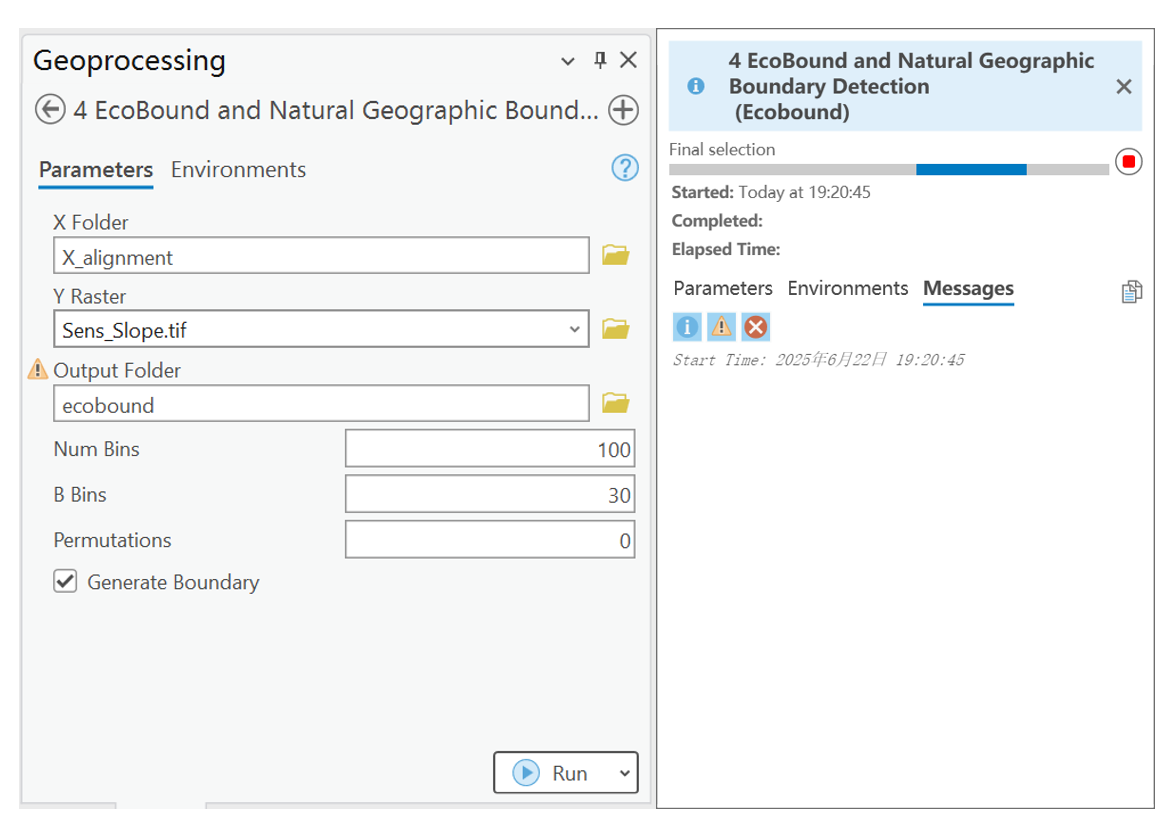 Geoprocessing
4 EcoBound and Natural Geographic Bound...
Parameters Environments
X Folder
X_alignment
Y Raster
Sens_Slope.tif
Output Folder
ecobound
Num Bins 100
B Bins 30
Permutations 0
Generate Boundary
Run
4 EcoBound and Natural Geographic
Boundary Detection
(Ecobound)
Final selection
Started: Today at 19:20:45
Completed:
Elapsed Time:
Parameters Environments Messages
Start Time: 2025年6月22日 19:20:45